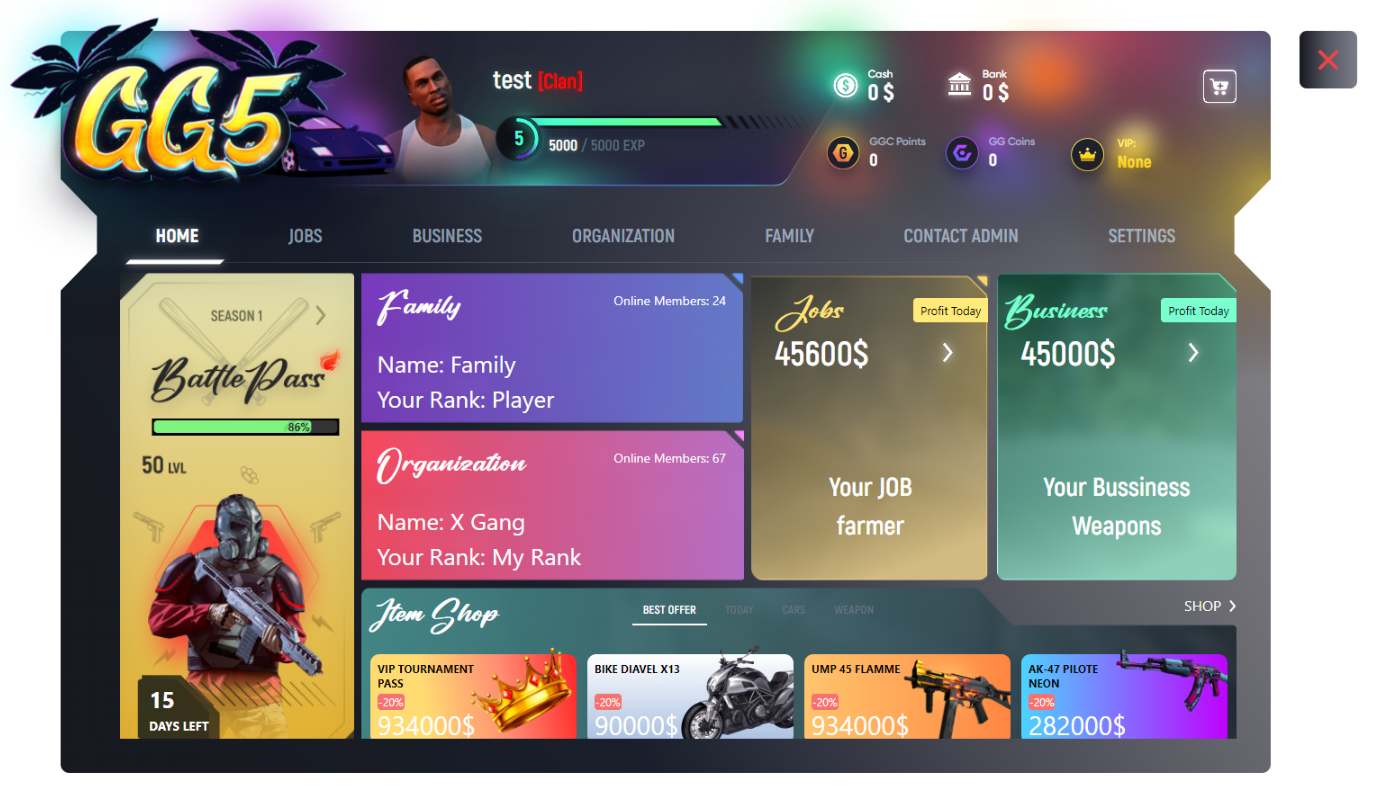 GG5
test [Clan]
5
5000 / 5000 EXP
Cash
0 $
Bank
0 $
GGC Points
0
GG Coins
0
VIP:
None
HOME
JOBS
BUSINESS
ORGANIZATION
FAMILY
CONTACT ADMIN
SETTINGS
SEASON 1
BattlePass
86%
50 LVL
15
DAYS LEFT
Family
Online Members: 24
Name: Family
Your Rank: Player
Organization
Online Members: 67
Name: X Gang
Your Rank: My Rank
Jobs
Profit Today
45600$
Your JOB
farmer
Business
Profit Today
45000$
Your Bussiness
Weapons
Item Shop
BEST OFFER
TODAY
CARS
WEAPON
SHOP
VIP TOURNAMENT
PASS
-20%
934000$
BIKE DIAVEL X13
-20%
90000$
UMP 45 FLAMME
-20%
934000$
AK-47 PILOTE
NEON
-20%
282000$